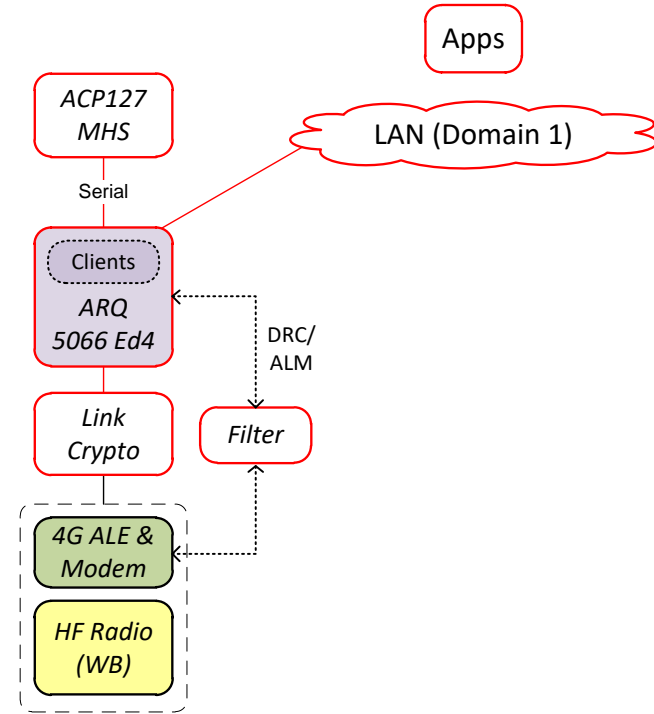 Apps
ACP127
MHS
LAN (Domain 1)
Serial
Clients
ARQ
5066 Ed4
DRC/
ALM
Link
Crypto
Filter
4G ALE &
Modem
HF Radio
(WB)